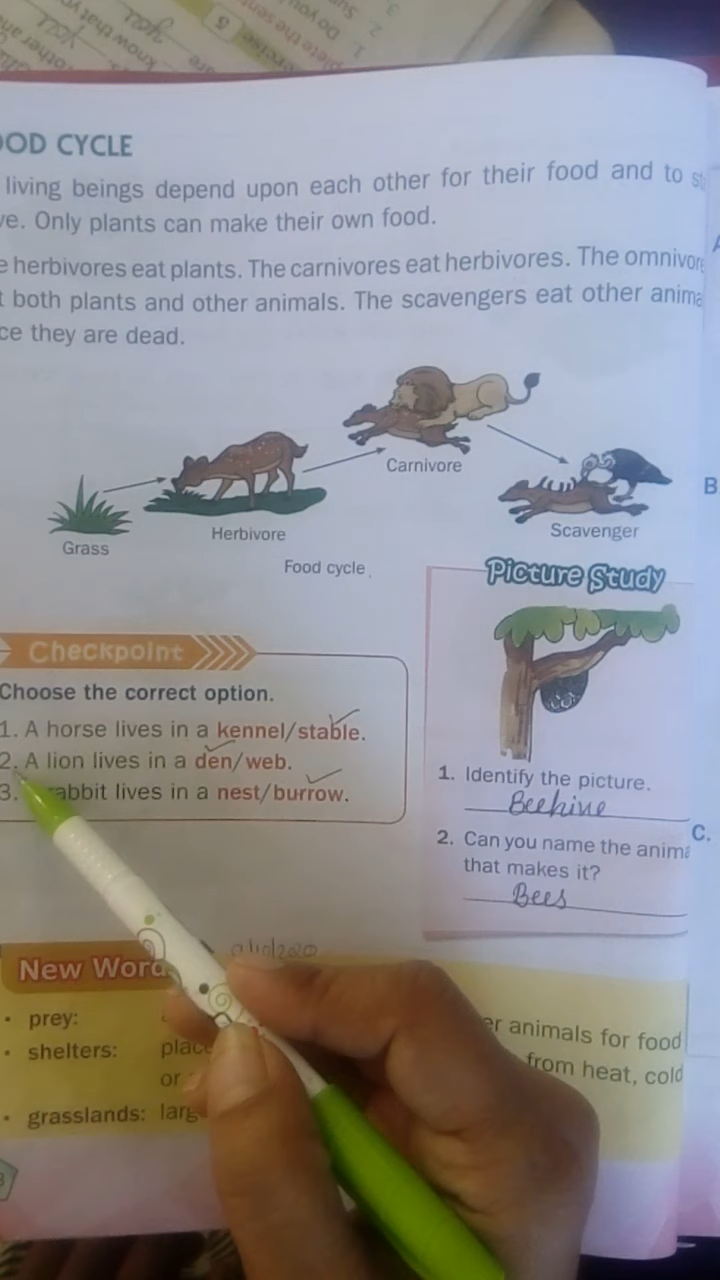 OOD CYCLE
living beings depend upon each other for their food and to
ve. Only plants can make their own food.
e herbivores eat plants. The carnivores eat herbivores. The omnivore
t both plants and other animals. The scavengers eat other anima
ce they are dead.
Grass
Herbivore
Carnivore
Scavenger
Food cycle
Checkpoint
Choose the correct option.
1. A horse lives in a kennel/stable.
2. A lion lives in a den/web.
3. abbit lives in a nest/burrow.
Picture Study
1. Identify the picture.
Beehive
2. Can you name the anima
that makes it?
Bees
New Word
• prey:
er animals for food
• shelters: place
from heat, cold
or
• grasslands: larg
B
C.